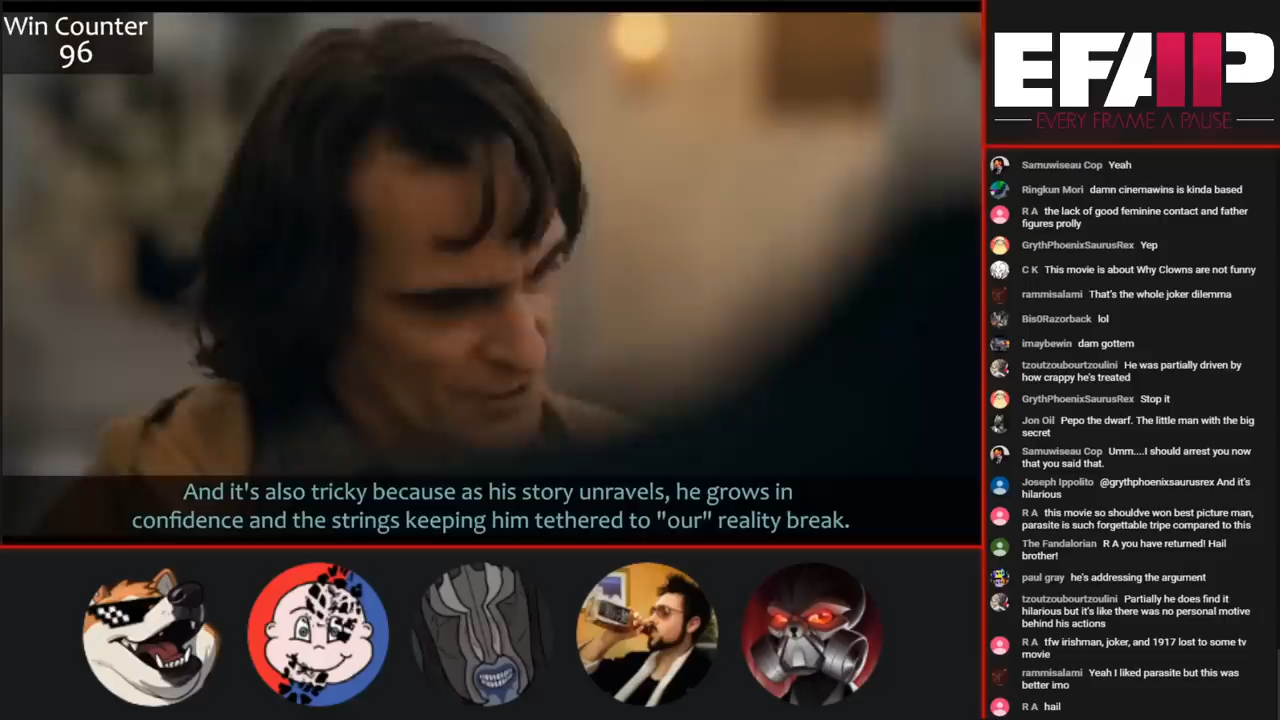 Win Counter
96
And it's also tricky because as his story unravels, he grows in
confidence and the strings keeping him tethered to "our" reality break.
EFAP
EVERY FRAME A PAUSE
Samuwiseau Cop Yeah
Ringkun Mori damn cinemawins is kinda based
R A the lack of good feminine contact and father
figures prolly
GrythPhoenixSaurusRex Yep
C K This movie is about Why Clowns are not funny
rammisalami That's the whole joker dilemma
Bis0Razorback lol
imaybewin dam gottem
tzoutzoubourtzoulini He was partially driven by
how crappy he's treated
GrythPhoenixSaurusRex Stop it
Jon Oil Pepo the dwarf. The little man with the big
secret
Samuwiseau Cop Umm....I should arrest you now
that you said that.
Joseph Ippolito @grythphoenixsaurusrex And it's
hilarious
R A this movie so shouldve won best picture man,
parasite is such forgettable tripe compared to this
The Fandalorian R A you have returned! Hail
brother!
paul gray he's addressing the argument
tzoutzoubourtzoulini Partially he does find it
hilarious but it's like there was no personal motive
behind his actions
R A tfw irishman, joker, and 1917 lost to some tv
movie
rammisalami Yeah I liked parasite but this was
better imo
R A hail